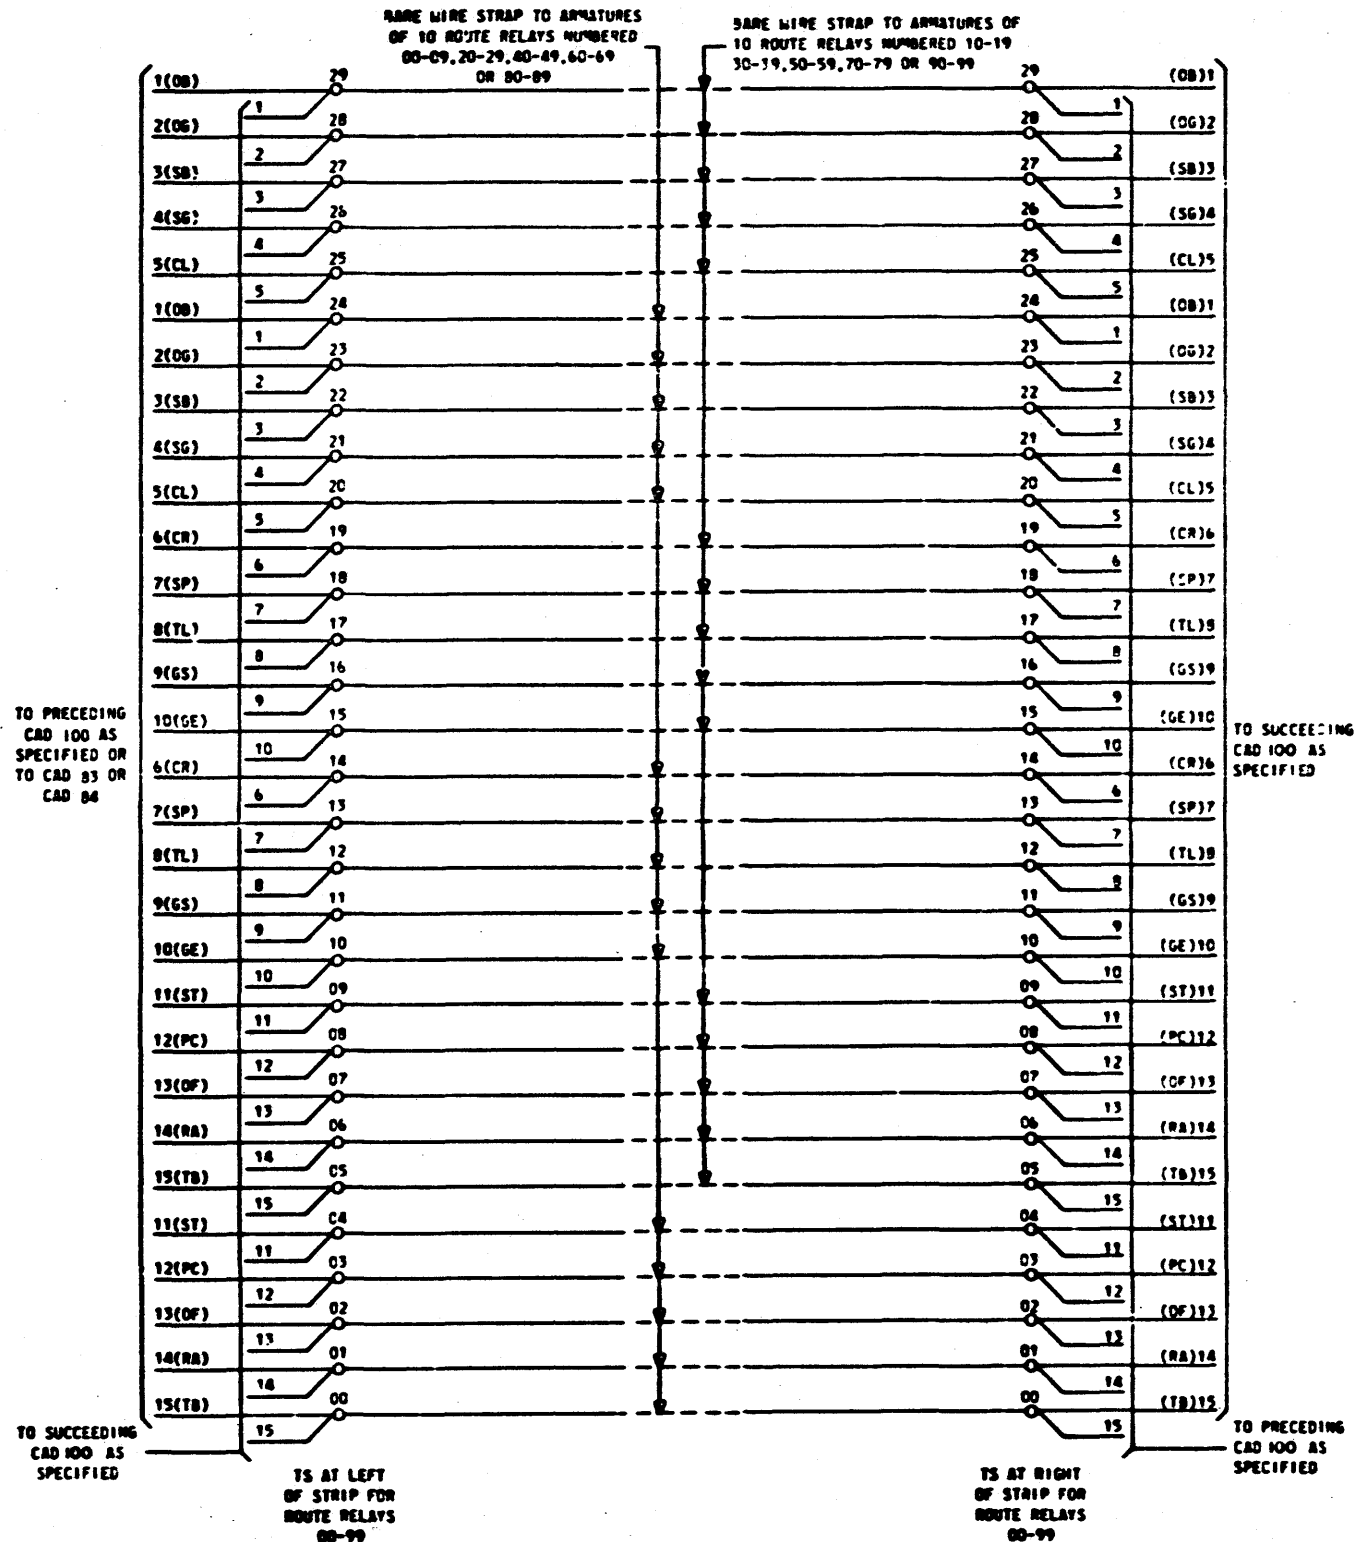 BARE WIRE STRAP TO ARMATURES
OF 10 ROUTE RELAYS NUMBERED
00-09,20-29,40-49,60-69
OR 80-89
BARE WIRE STRAP TO ARMATURES OF
10 ROUTE RELAYS NUMBERED 10-19
30-39,50-59,70-79 OR 90-99
1(OB) 29 29 (OB)1
1 1
2(OG) 28 28 (OG)2
2 2
3(SB) 27 27 (SB)3
3 3
4(SG) 26 26 (SG)4
4 4
5(CL) 25 25 (CL)5
5 5
1(OB) 24 24 (OB)1
1 1
2(OG) 23 23 (OG)2
2 2
3(SB) 22 22 (SB)3
3 3
4(SG) 21 21 (SG)4
4 4
5(CL) 20 20 (CL)5
5 5
6(CR) 19 19 (CR)6
6 6
7(SP) 18 18 (SP)7
7 7
8(TL) 17 17 (TL)8
8 8
9(GS) 16 16 (GS)9
9 9
10(GE) 15 15 (GE)10
10 10
6(CR) 14 14 (CR)6
6 6
7(SP) 13 13 (SP)7
7 7
8(TL) 12 12 (TL)8
8 8
9(GS) 11 11 (GS)9
9 9
10(GE) 10 10 (GE)10
10 10
11(ST) 09 09 (ST)11
11 11
12(PC) 08 08 (PC)12
12 12
13(OF) 07 07 (OF)13
13 13
14(RA) 06 06 (RA)14
14 14
15(TB) 05 05 (TB)15
15 15
11(ST) 04 04 (ST)11
11 11
12(PC) 03 03 (PC)12
12 12
13(OF) 02 02 (OF)13
13 13
14(RA) 01 01 (RA)14
14 14
15(TB) 00 00 (TB)15
15 15
TO PRECEDING
CAD 100 AS
SPECIFIED OR
TO CAD 83 OR
CAD 84
TO SUCCEEDING
CAD 100 AS
SPECIFIED
TO SUCCEEDING
CAD 100 AS
SPECIFIED
TO PRECEDING
CAD 100 AS
SPECIFIED
TS AT LEFT
OF STRIP FOR
ROUTE RELAYS
00-99
TS AT RIGHT
OF STRIP FOR
ROUTE RELAYS
00-99